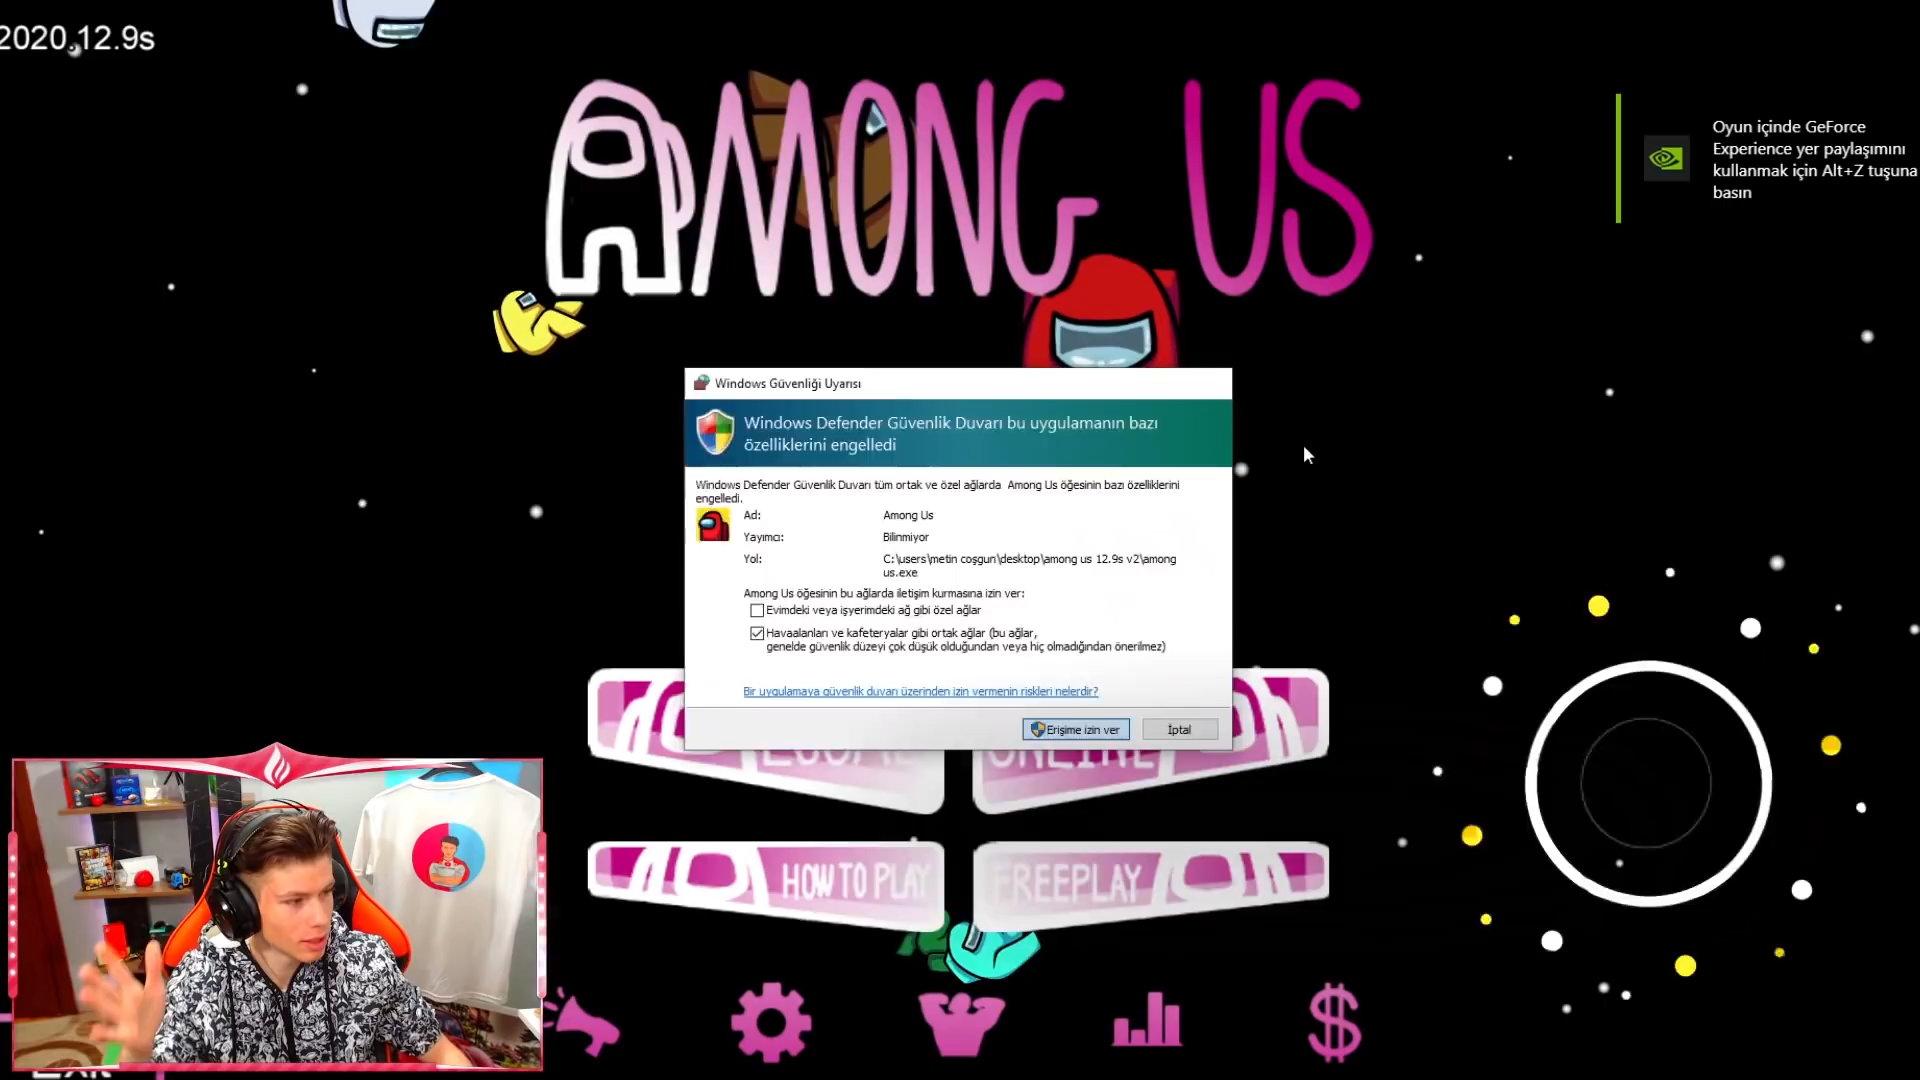 2020.12.9s
AMONG US
Oyun içinde GeForce
Experience yer paylaşımını
kullanmak için Alt+Z tuşuna
basın
Windows Güvenliği Uyarısı
Windows Defender Güvenlik Duvarı bu uygulamanın bazı
özelliklerini engelledi
Windows Defender Güvenlik Duvarı tüm ortak ve özel ağlarda Among Us öğesinin bazı özelliklerini
engelledi.
Ad: Among Us
Yayımcı: Bilinmiyor
Yol: C:\users\metin coşgun\desktop\among us 12.9s v2\among
us.exe
Among Us öğesinin bu ağlarda iletişim kurmasına izin ver:
Evimdeki veya işyerimdeki ağ gibi özel ağlar
Havaalanları ve kafeteryalar gibi ortak ağlar (bu ağlar,
genelde güvenlik düzeyi çok düşük olduğundan veya hiç olmadığından önerilmez)
Bir uygulamaya güvenlik duvarı üzerinden izin vermenin riskleri nelerdir?
Erişime izin ver İptal
LOCAL ONLINE
HOW TO PLAY FREEPLAY